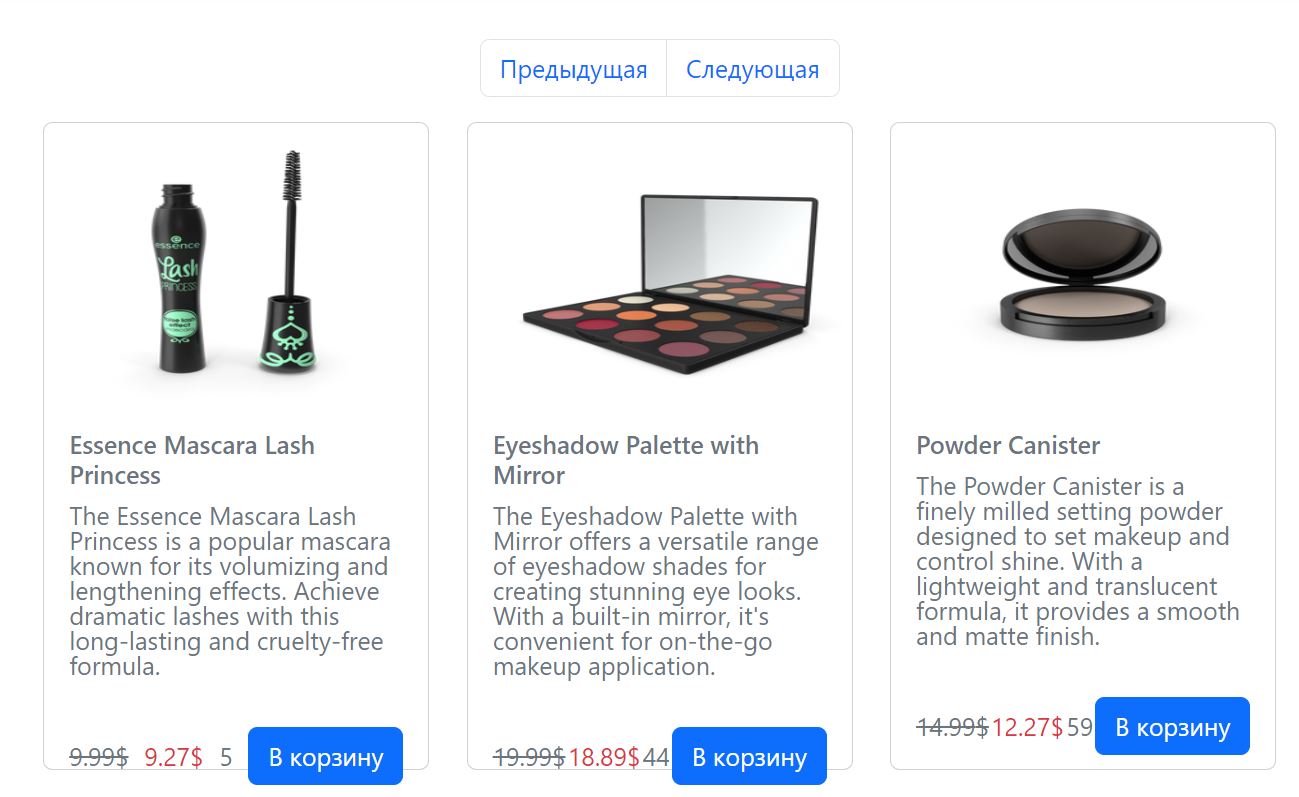 Предыдущая Следующая
essence
Lash
PRINCESS
false lash
effect
mascara
Essence Mascara Lash
Princess
The Essence Mascara Lash
Princess is a popular mascara
known for its volumizing and
lengthening effects. Achieve
dramatic lashes with this
long-lasting and cruelty-free
formula.
9.99$ 9.27$ 5 В корзину
Eyeshadow Palette with
Mirror
The Eyeshadow Palette with
Mirror offers a versatile range
of eyeshadow shades for
creating stunning eye looks.
With a built-in mirror, it's
convenient for on-the-go
makeup application.
19.99$ 18.89$ 44 В корзину
Powder Canister
The Powder Canister is a
finely milled setting powder
designed to set makeup and
control shine. With a
lightweight and translucent
formula, it provides a smooth
and matte finish.
14.99$ 12.27$ 59 В корзину